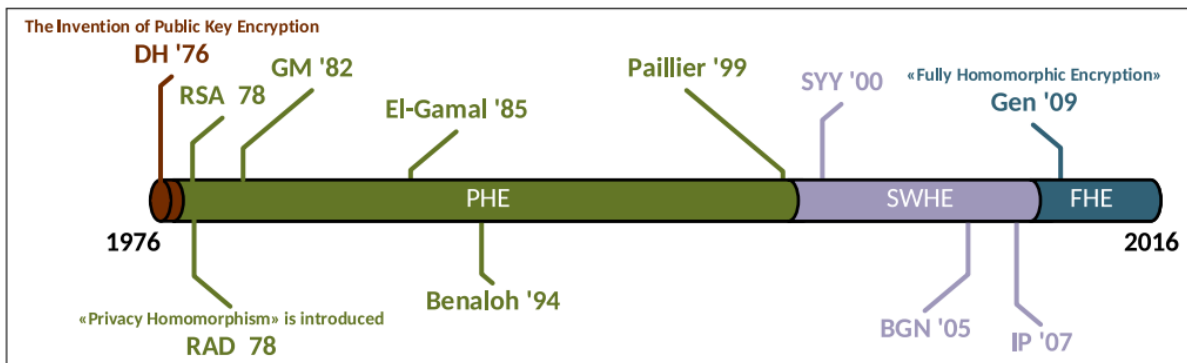 The Invention of Public Key Encryption
DH '76
RSA 78
GM '82
El-Gamal '85
Paillier '99
SYY '00
«Fully Homomorphic Encryption»
Gen '09
PHE
SWHE
FHE
1976
2016
«Privacy Homomorphism» is introduced
RAD 78
Benaloh '94
BGN '05
IP '07